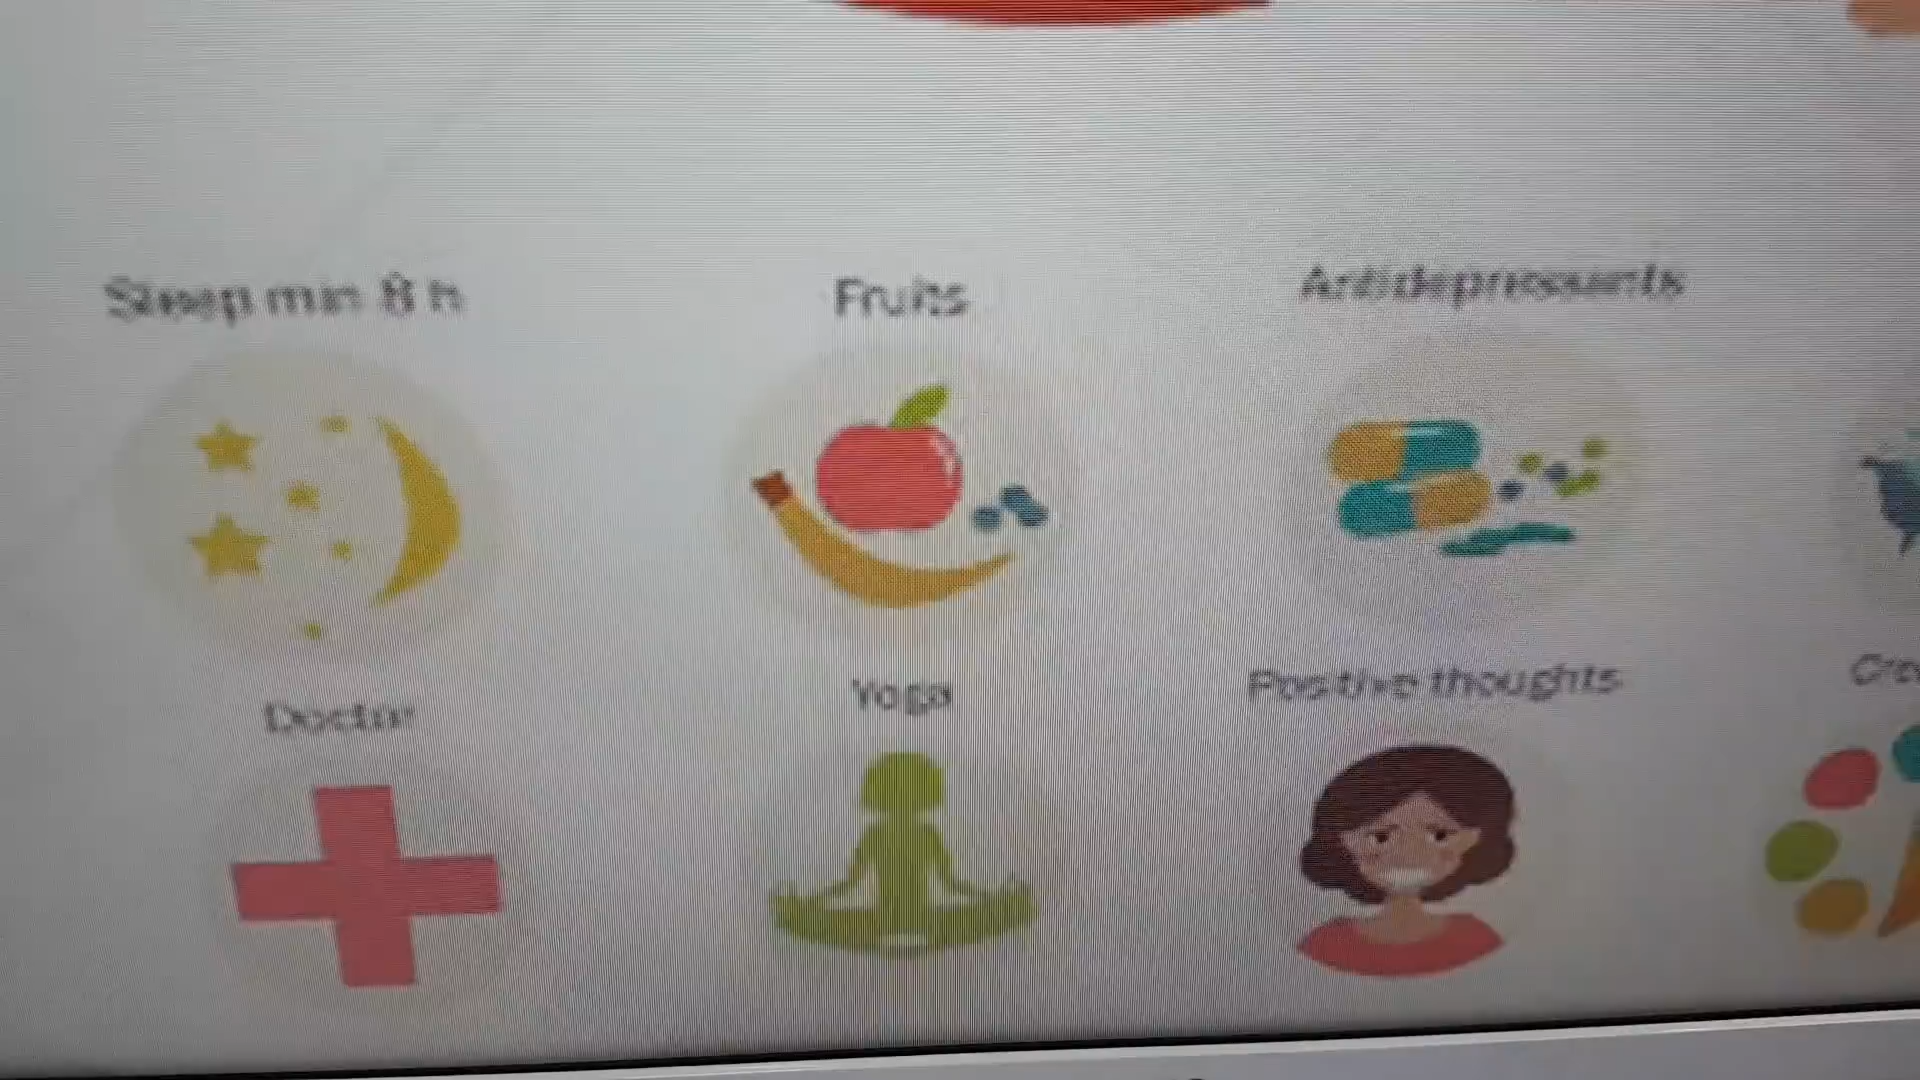 Sleep min 8 h
Fruits
Antidepressants
Doctor
Yoga
Positive thoughts